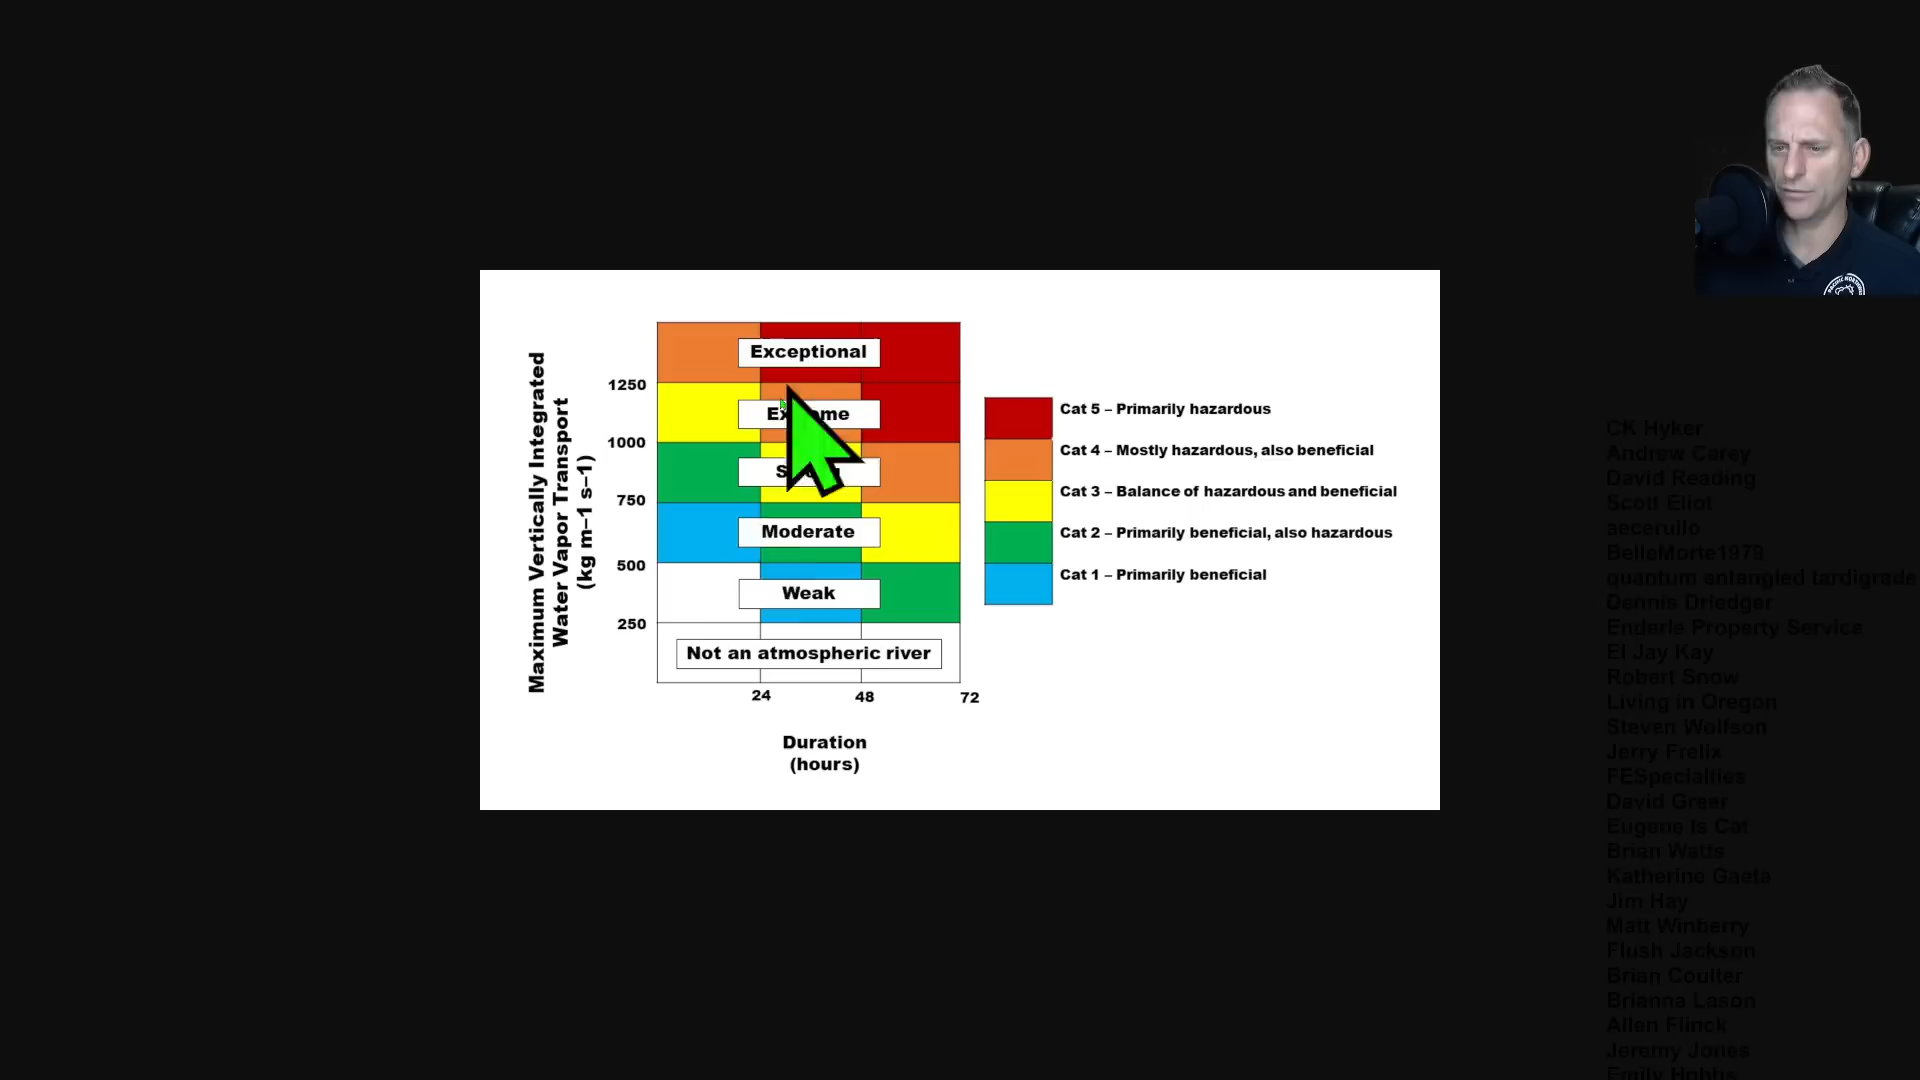 Maximum Vertically Integrated
Water Vapor Transport
(kg m–1 s–1)
1250
1000
750
500
250
Exceptional
Moderate
Weak
Not an atmospheric river
24
48
72
Duration
(hours)
Cat 5 – Primarily hazardous
Cat 4 – Mostly hazardous, also beneficial
Cat 3 – Balance of hazardous and beneficial
Cat 2 – Primarily beneficial, also hazardous
Cat 1 – Primarily beneficial
CK Hyker
Andrew Carey
David Reading
Scott Eliot
aecerullo
BelleMorte1979
quantum entangled tardigrade
Dennis Driedger
Enderle Property Service
El Jay Kay
Robert Snow
Living in Oregon
Steven Wolfson
Jerry Frelix
FESpecialties
David Greer
Eugene Is Cat
Brian Watts
Katherine Gaeta
Jim Hay
Matt Winberry
Flush Jackson
Brian Coulter
Brianna Lason
Allen Flinck
Jeremy Jones